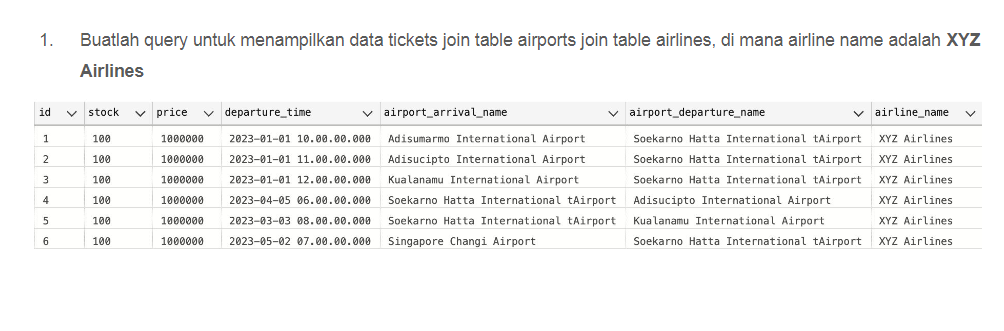 1. Buatlah query untuk menampilkan data tickets join table airports join table airlines, di mana airline name adalah XYZ
Airlines
id stock price departure_time airport_arrival_name airport_departure_name airline_name
1 100 1000000 2023-01-01 10.00.00.000 Adisumarmo International Airport Soekarno Hatta International tAirport XYZ Airlines
2 100 1000000 2023-01-01 11.00.00.000 Adisucipto International Airport Soekarno Hatta International tAirport XYZ Airlines
3 100 1000000 2023-01-01 12.00.00.000 Kualanamu International Airport Soekarno Hatta International tAirport XYZ Airlines
4 100 1000000 2023-04-05 06.00.00.000 Soekarno Hatta International tAirport Adisucipto International Airport XYZ Airlines
5 100 1000000 2023-03-03 08.00.00.000 Soekarno Hatta International tAirport Kualanamu International Airport XYZ Airlines
6 100 1000000 2023-05-02 07.00.00.000 Singapore Changi Airport Soekarno Hatta International tAirport XYZ Airlines